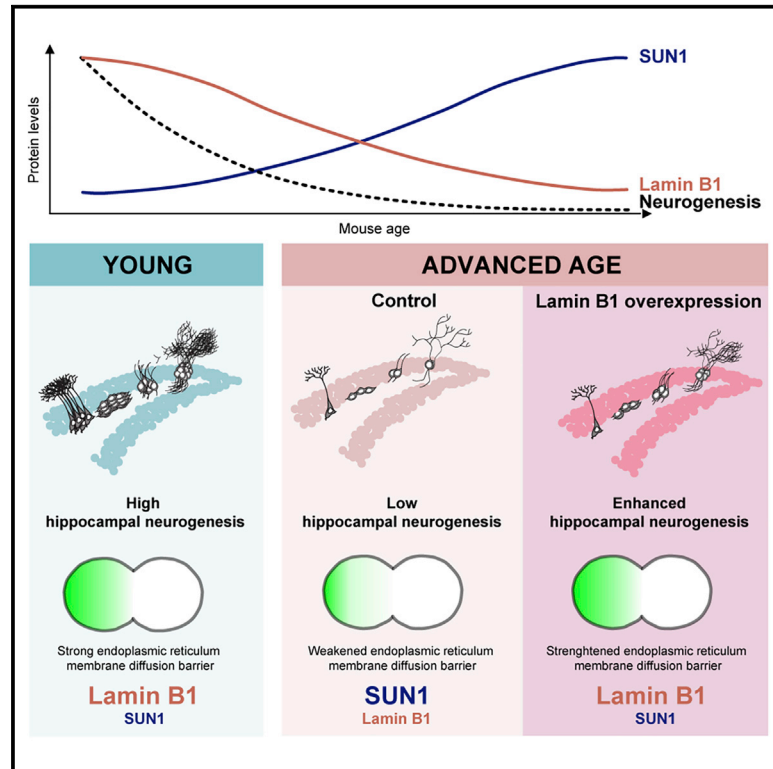 SUN1
Protein levels
Lamin B1
Neurogenesis
Mouse age
YOUNG
ADVANCED AGE
Control
Lamin B1 overexpression
High
hippocampal neurogenesis
Low
hippocampal neurogenesis
Enhanced
hippocampal neurogenesis
Strong endoplasmic reticulum
membrane diffusion barrier
Weakened endoplasmic reticulum
membrane diffusion barrier
Strenghtened endoplasmic reticulum
membrane diffusion barrier
Lamin B1
SUN1
SUN1
Lamin B1
Lamin B1
SUN1